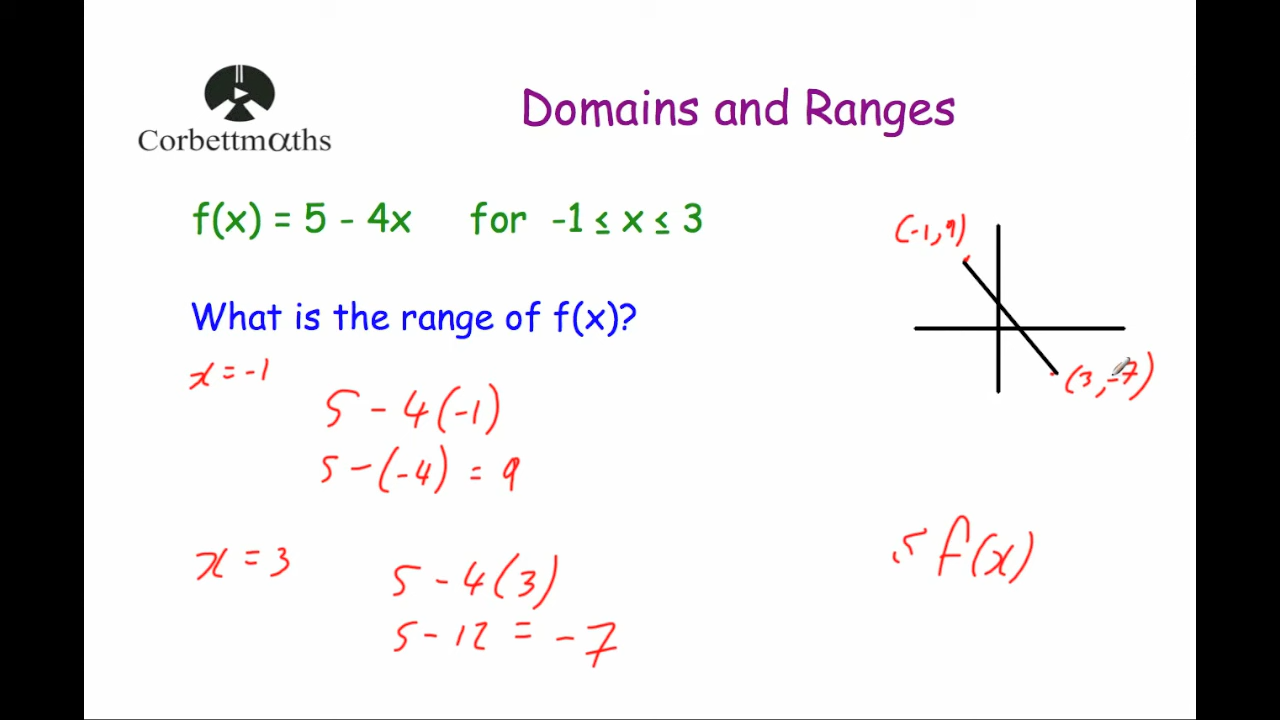 Corbettmαths
Domains and Ranges
f(x) = 5 - 4x for -1 ≤ x ≤ 3
(-1,9)
What is the range of f(x)?
(3,-7)
x = -1
5 - 4(-1)
5 - (-4) = 9
x = 3
5 - 4(3)
5 - 12 = -7
≤ f(x)